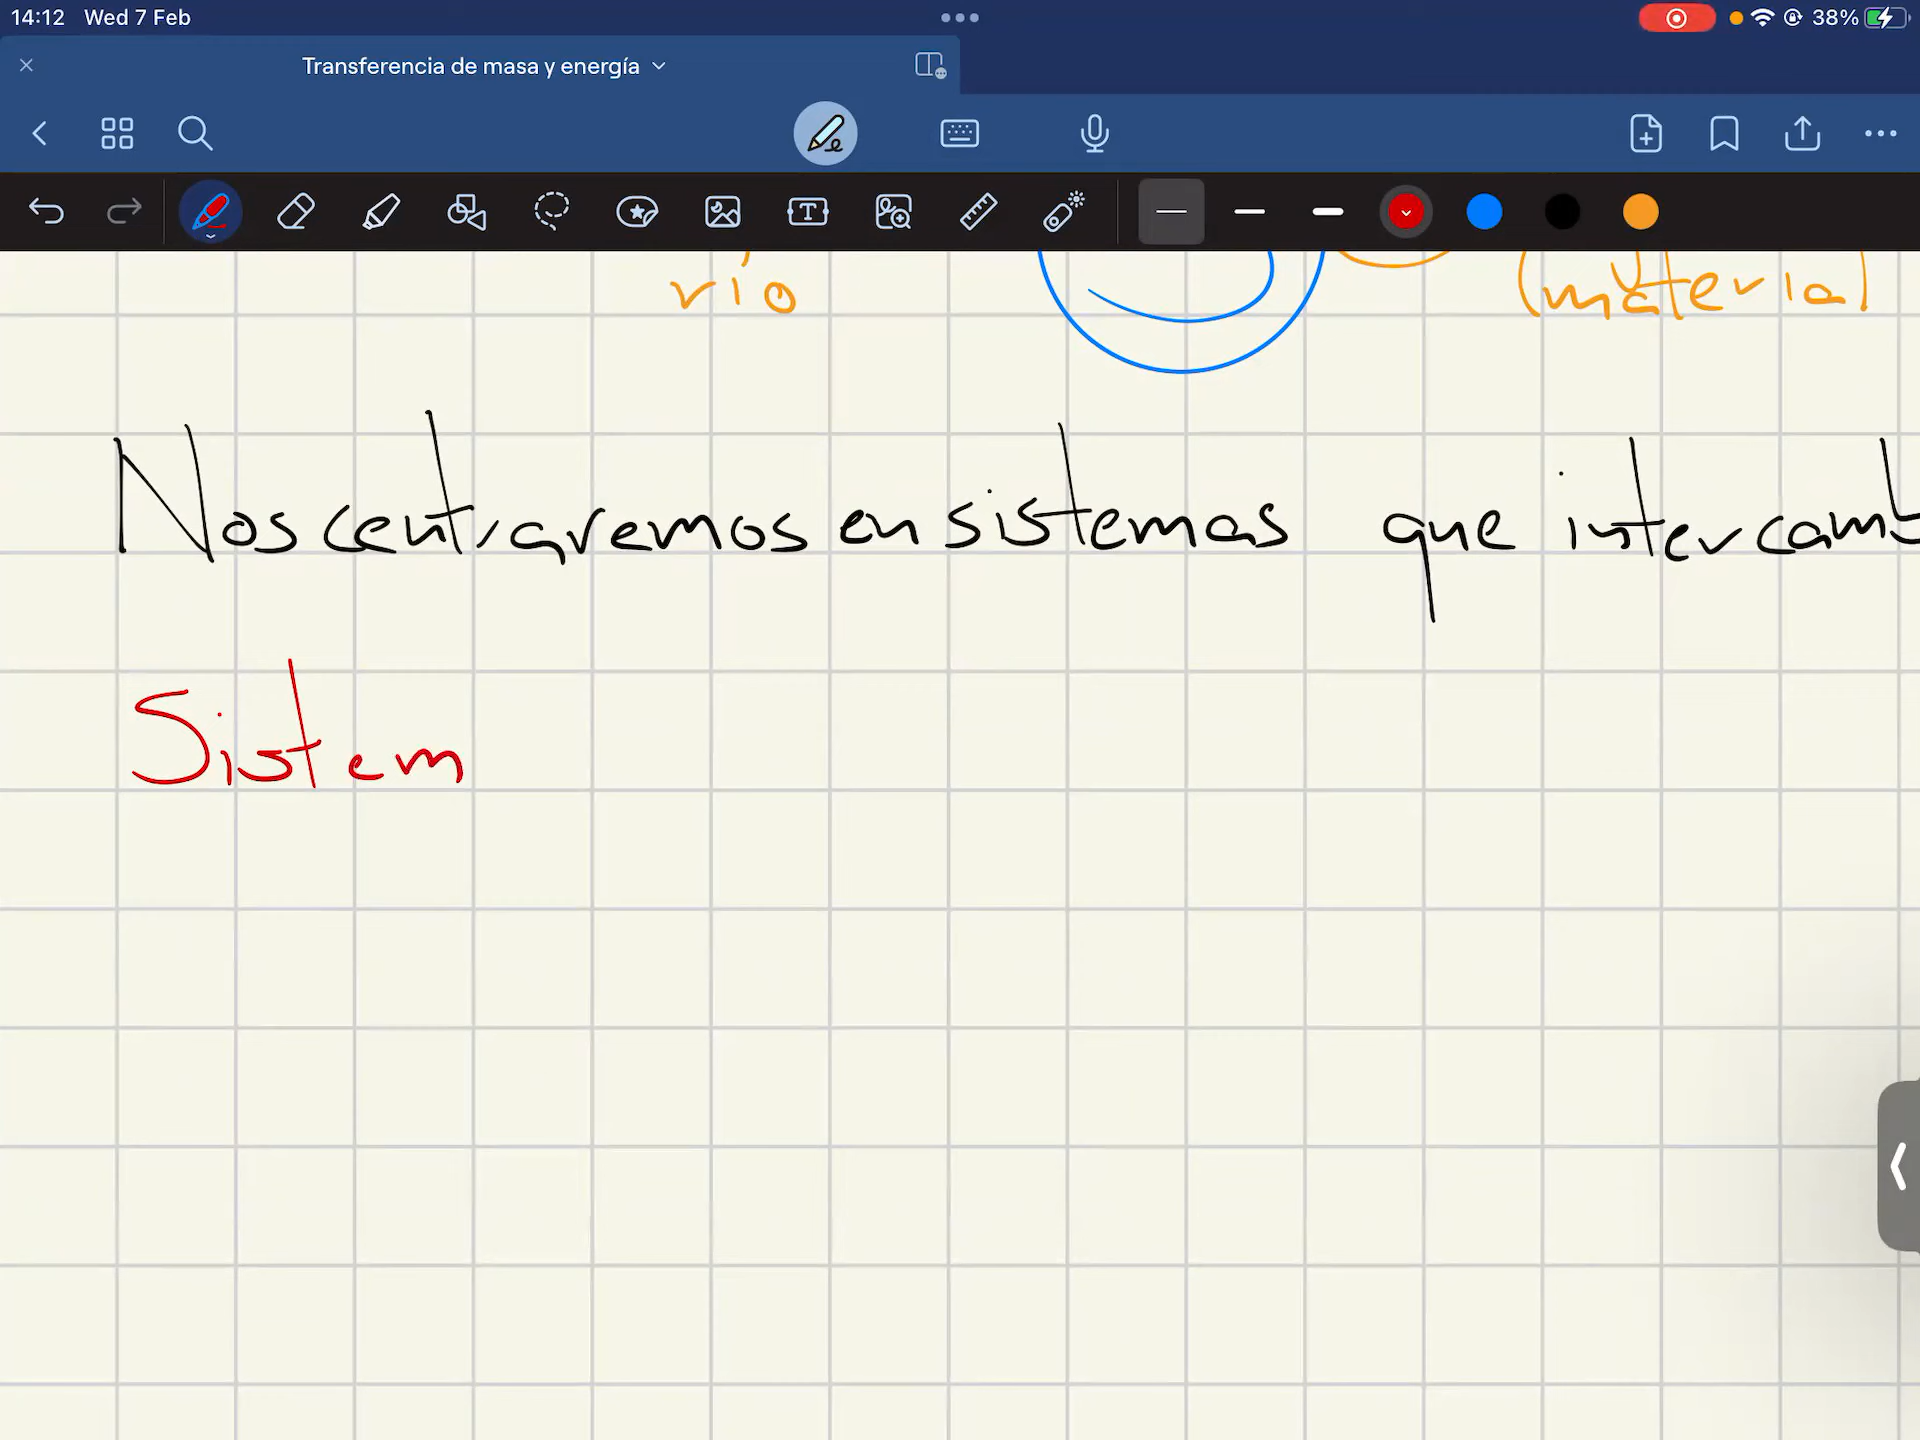 14:12 Wed 7 Feb 38%
Transferencia de masa y energía
río (material
Nos centraremos en sistemas que intercamb
Sistem